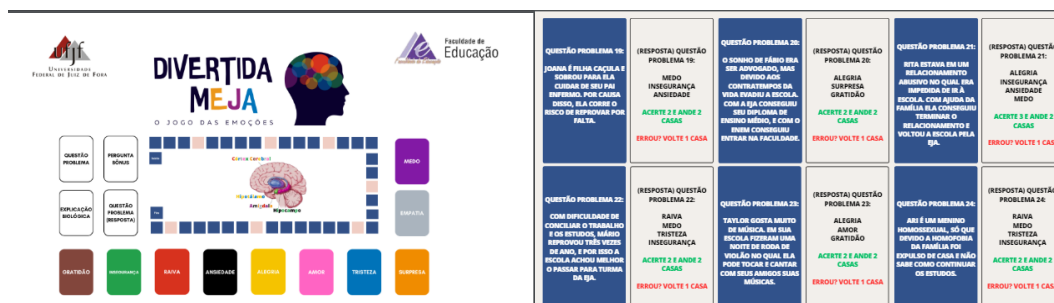 ufjf
UNIVERSIDADE
FEDERAL DE JUIZ DE FORA
Faculdade de
Educação
DIVERTIDA
MEJA
O JOGO DAS EMOÇÕES
QUESTÃO
PROBLEMA
PERGUNTA
BÔNUS
EXPLICAÇÃO
BIOLÓGICA
QUESTÃO
PROBLEMA
(RESPOSTA)
Hipotálamo
Amígdala
Hipocampo
MEDO
EMPATIA
GRATIDÃO
INSEGURANÇA
RAIVA
ANSIEDADE
ALEGRIA
AMOR
TRISTEZA
SURPRESA
QUESTÃO PROBLEMA 19:
JOANA É FILHA CAÇULA E
SOBROU PARA ELA
CUIDAR DE SEU PAI
ENFERMO. POR CAUSA
DISSO, ELA CORRE O
RISCO DE REPROVAR POR
FALTA.
(RESPOSTA) QUESTÃO
PROBLEMA 19:
MEDO
INSEGURANÇA
ANSIEDADE
ACERTE 2 E ANDE 2
CASAS
ERROU? VOLTE 1 CASA
QUESTÃO PROBLEMA 20:
O SONHO DE FÁBIO ERA
SER ADVOGADO, MAS
DEVIDO AOS
CONTRATEMPOS DA
VIDA EVADIU A ESCOLA.
COM A EJA CONSEGUIU
SEU DIPLOMA DE
ENSINO MÉDIO, E COM O
ENEM CONSEGUIU
ENTRAR NA FACULDADE.
(RESPOSTA) QUESTÃO
PROBLEMA 20:
ALEGRIA
SURPRESA
GRATIDÃO
ACERTE 2 E ANDE 2
CASAS
ERROU? VOLTE 1 CASA
QUESTÃO PROBLEMA 21:
RITA ESTAVA EM UM
RELACIONAMENTO
ABUSIVO NO QUAL ERA
IMPEDIDA DE IR À
ESCOLA. COM AJUDA DA
FAMÍLIA ELA CONSEGUIU
TERMINAR O
RELACIONAMENTO E
VOLTOU A ESCOLA PELA
EJA.
(RESPOSTA) QUESTÃO
PROBLEMA 21:
ALEGRIA
INSEGURANÇA
ANSIEDADE
MEDO
ACERTE 3 E ANDE 2
CASAS
ERROU? VOLTE 1 CASA
QUESTÃO PROBLEMA 22:
COM DIFICULDADE DE
CONCILIAR O TRABALHO
E OS ESTUDOS, MÁRIO
REPROVOU TRÊS VEZES
DE ANO, E POR ISSO A
ESCOLA ACHOU MELHOR
O PASSAR PARA TURMA
DA EJA.
(RESPOSTA) QUESTÃO
PROBLEMA 22:
RAIVA
MEDO
TRISTEZA
INSEGURANÇA
ACERTE 2 E ANDE 2
CASAS
ERROU? VOLTE 1 CASA
QUESTÃO PROBLEMA 23:
TAYLOR GOSTA MUITO
DE MÚSICA. EM SUA
ESCOLA FIZERAM UMA
NOITE DE RODA DE
VIOLÃO NO QUAL ELA
PODE TOCAR E CANTAR
COM SEUS AMIGOS SUAS
MÚSICAS.
(RESPOSTA) QUESTÃO
PROBLEMA 23:
ALEGRIA
AMOR
GRATIDÃO
ACERTE 2 E ANDE 2
CASAS
ERROU? VOLTE 1 CASA
QUESTÃO PROBLEMA 24:
ARI É UM MENINO
HOMOSSEXUAL, SÓ QUE
DEVIDO A HOMOFOBIA
DA FAMÍLIA FOI
EXPULSO DE CASA E NÃO
SABE COMO CONTINUAR
OS ESTUDOS.
(RESPOSTA) QUESTÃO
PROBLEMA 24:
RAIVA
MEDO
TRISTEZA
INSEGURANÇA
ACERTE 2 E ANDE 2
CASAS
ERROU? VOLTE 1 CASA